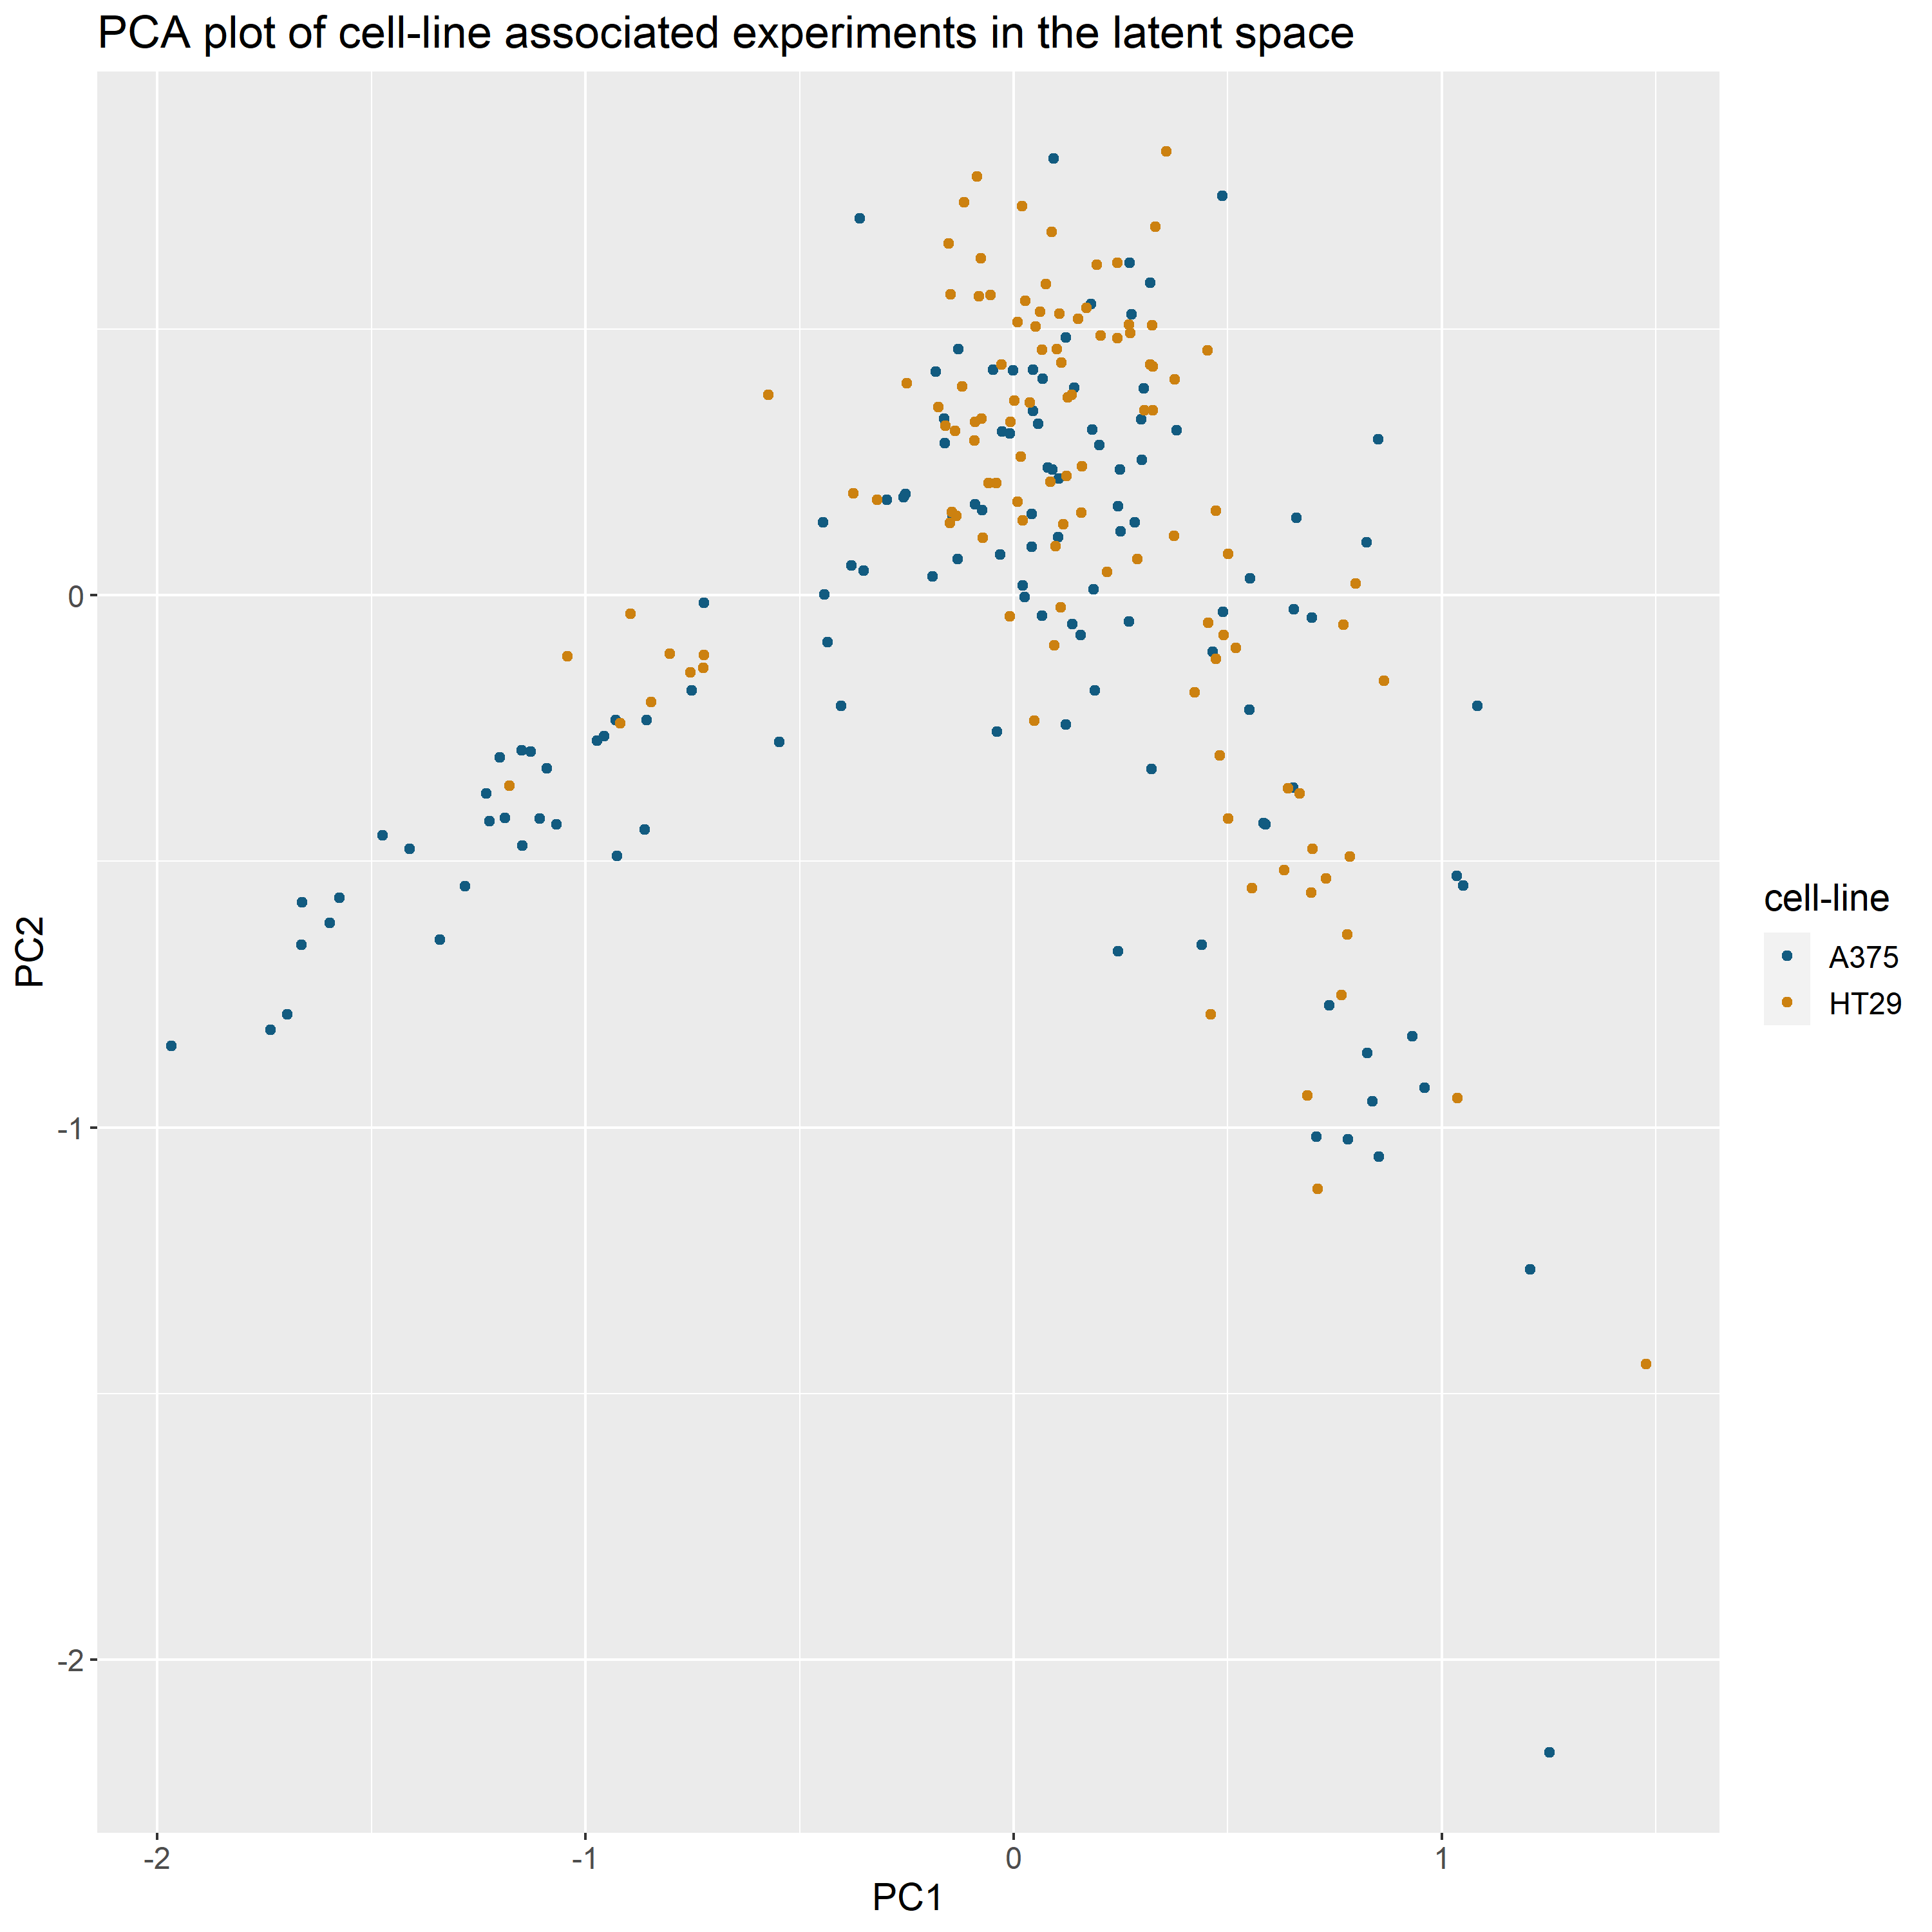 PCA plot of cell-line associated experiments in the latent space
0
-1
-2
PC2
-2
-1
0
1
PC1
cell-line
A375
HT29